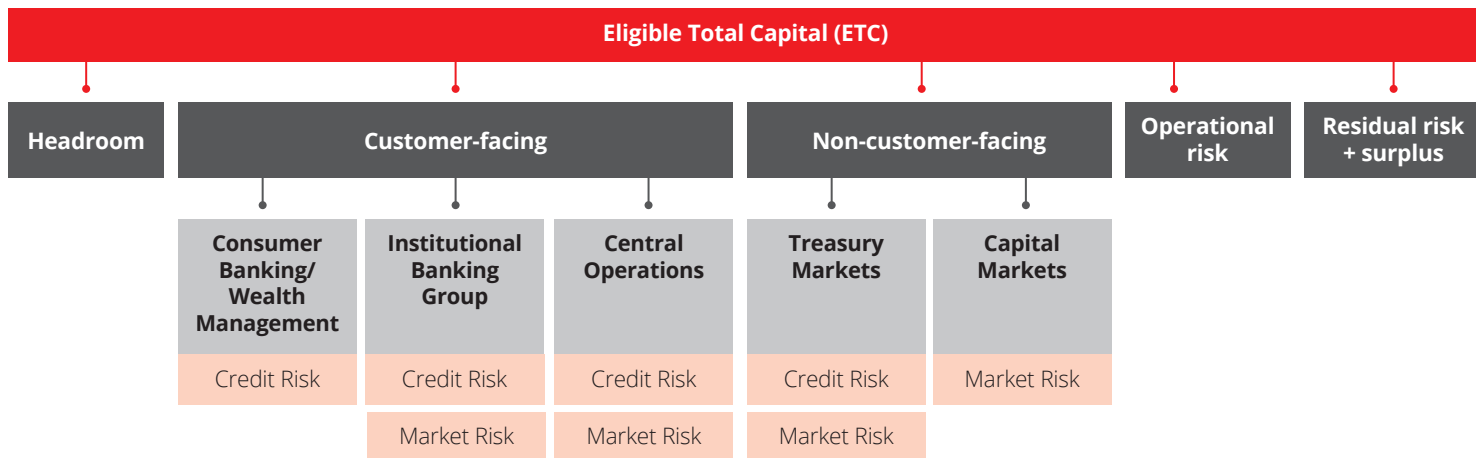 Eligible Total Capital (ETC)
Headroom
Customer-facing
Non-customer-facing
Operational
risk
Residual risk
+ surplus
Consumer
Banking/
Wealth
Management
Institutional
Banking
Group
Central
Operations
Treasury
Markets
Capital
Markets
Credit Risk
Credit Risk
Credit Risk
Credit Risk
Market Risk
Market Risk
Market Risk
Market Risk